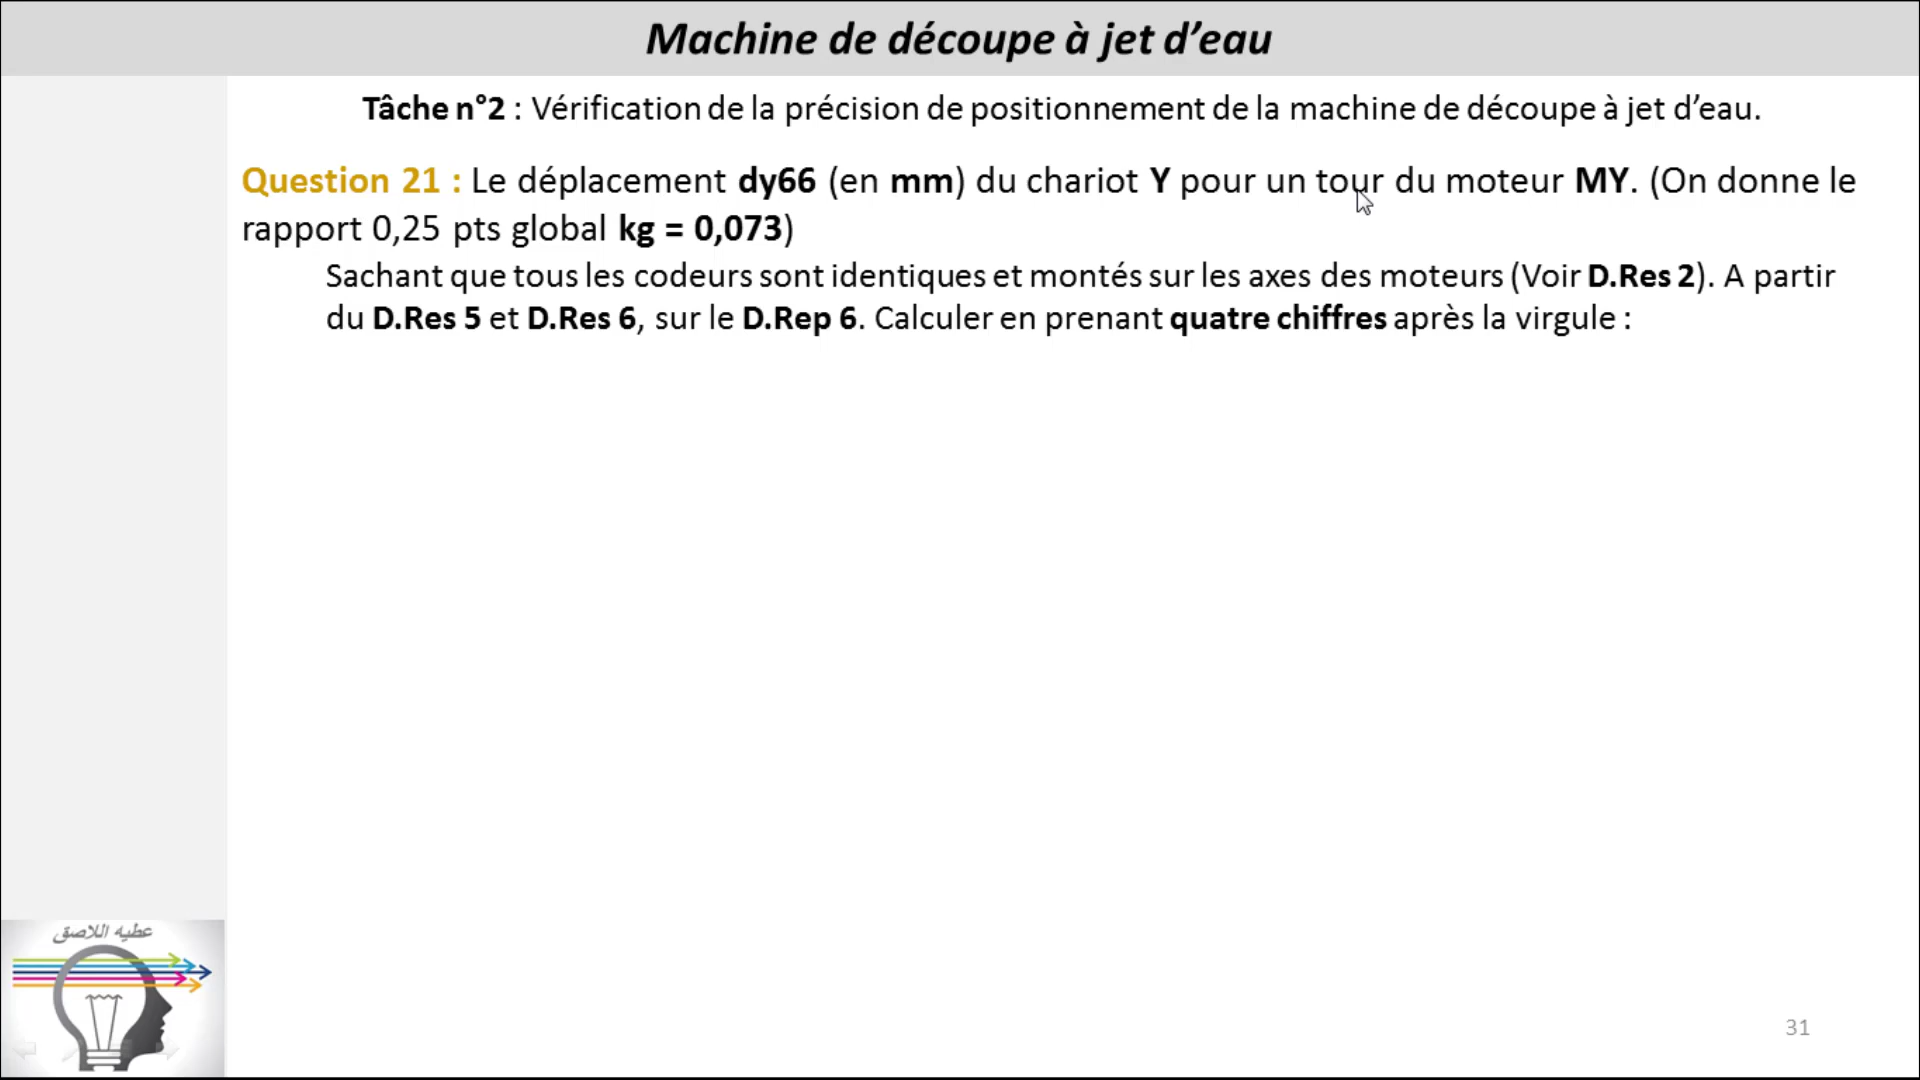 Machine de découpe à jet d’eau
Tâche n°2 : Vérification de la précision de positionnement de la machine de découpe à jet d’eau.
Question 21 : Le déplacement dy66 (en mm) du chariot Y pour un tour du moteur MY. (On donne le
rapport 0,25 pts global kg = 0,073)
Sachant que tous les codeurs sont identiques et montés sur les axes des moteurs (Voir D.Res 2). A partir
du D.Res 5 et D.Res 6, sur le D.Rep 6. Calculer en prenant quatre chiffres après la virgule :
عطيه اللاصق
31